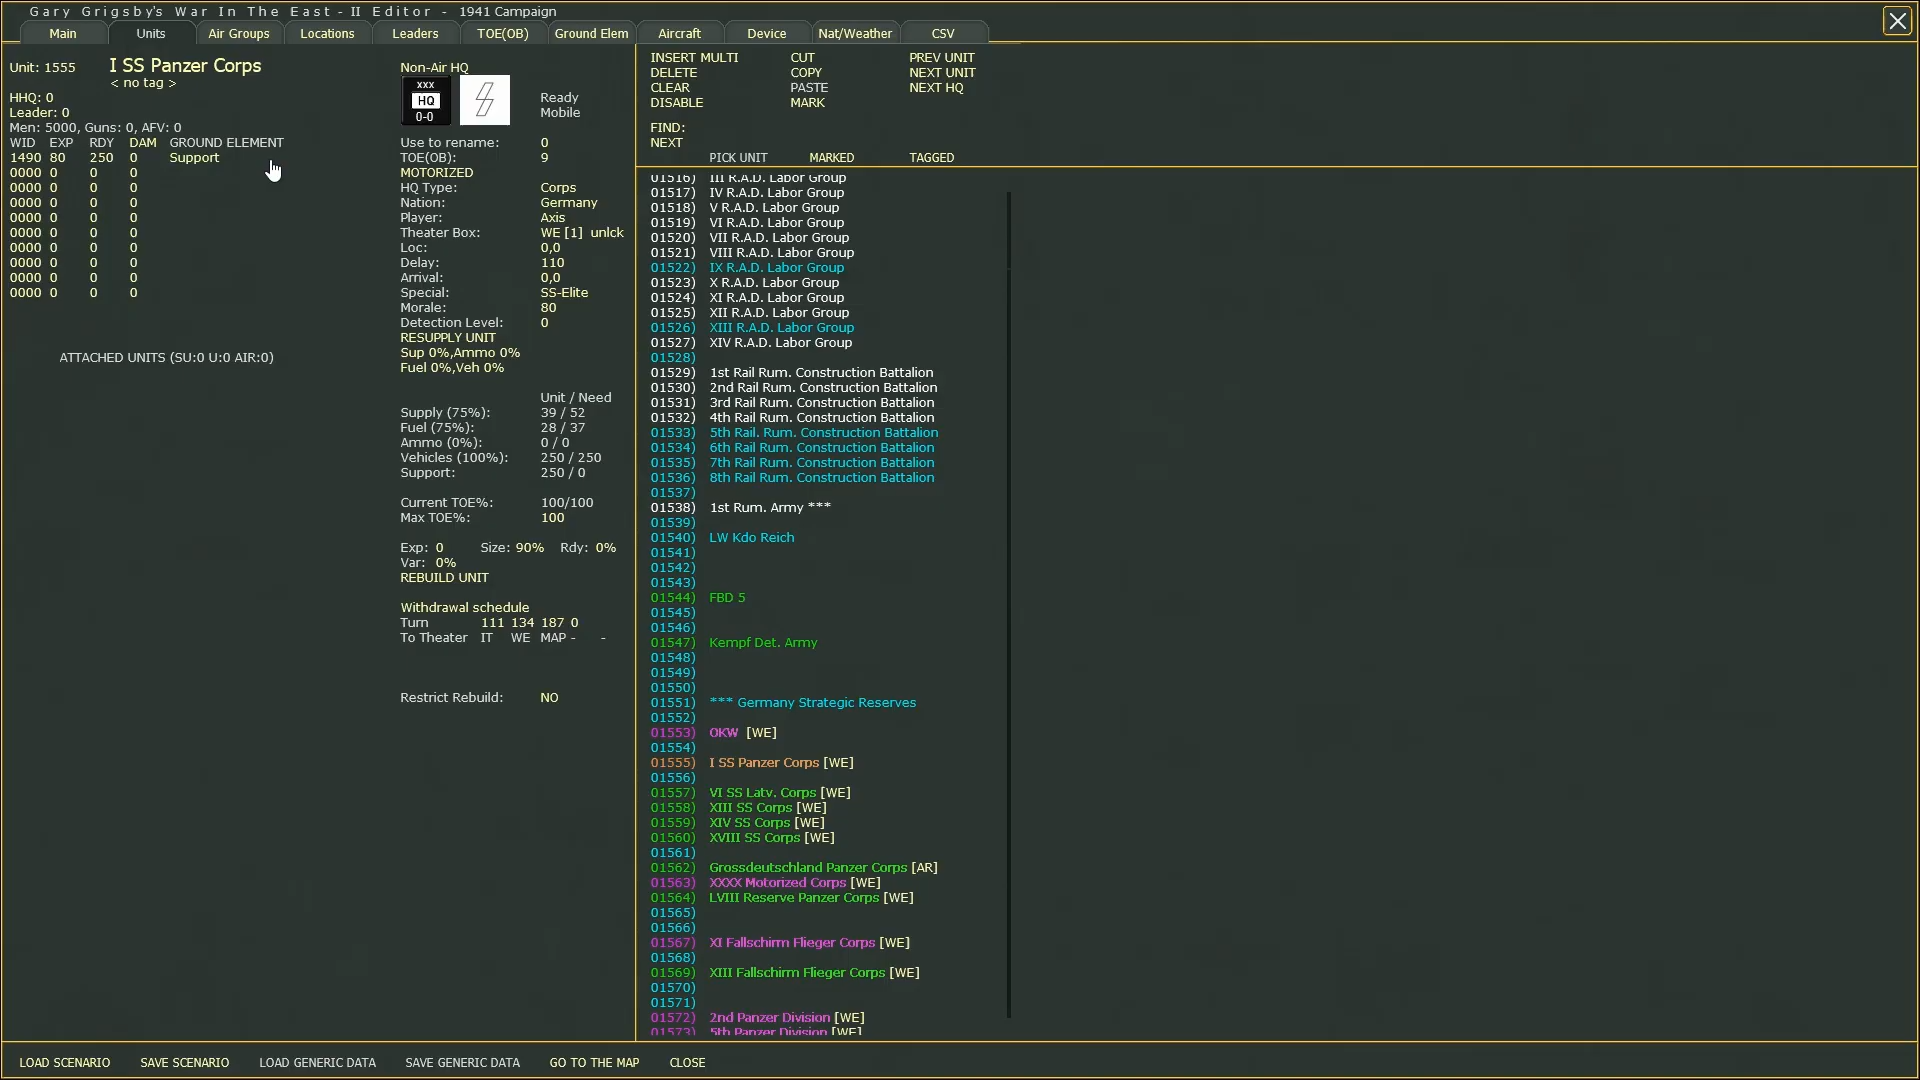 Gary Grigsby's War In The East - II Editor - 1941 Campaign
Main Units Air Groups Locations Leaders TOE(OB) Ground Elem Aircraft Device Nat/Weather CSV
Unit: 1555 I SS Panzer Corps
< no tag >
HHQ: 0
Leader: 0
Men: 5000, Guns: 0, AFV: 0
WID EXP RDY DAM GROUND ELEMENT
1490 80 250 0 Support
0000 0 0 0
0000 0 0 0
0000 0 0 0
0000 0 0 0
0000 0 0 0
0000 0 0 0
0000 0 0 0
0000 0 0 0
0000 0 0 0
ATTACHED UNITS (SU:0 U:0 AIR:0)
Non-Air HQ
xxx
HQ
0-0
Ready
Mobile
Use to rename: 0
TOE(OB): 9
MOTORIZED
HQ Type: Corps
Nation: Germany
Player: Axis
Theater Box: WE [1] unlck
Loc: 0,0
Delay: 110
Arrival: 0,0
Special: SS-Elite
Morale: 80
Detection Level: 0
RESUPPLY UNIT
Sup 0%,Ammo 0%
Fuel 0%,Veh 0%
Unit / Need
Supply (75%): 39 / 52
Fuel (75%): 28 / 37
Ammo (0%): 0 / 0
Vehicles (100%): 250 / 250
Support: 250 / 0
Current TOE%: 100/100
Max TOE%: 100
Exp: 0 Size: 90% Rdy: 0%
Var: 0%
REBUILD UNIT
Withdrawal schedule
Turn 111 134 187 0
To Theater IT WE MAP - -
Restrict Rebuild: NO
INSERT MULTI CUT PREV UNIT
DELETE COPY NEXT UNIT
CLEAR PASTE NEXT HQ
DISABLE MARK
FIND:
NEXT
PICK UNIT MARKED TAGGED
01516) III R.A.D. Labor Group
01517) IV R.A.D. Labor Group
01518) V R.A.D. Labor Group
01519) VI R.A.D. Labor Group
01520) VII R.A.D. Labor Group
01521) VIII R.A.D. Labor Group
01522) IX R.A.D. Labor Group
01523) X R.A.D. Labor Group
01524) XI R.A.D. Labor Group
01525) XII R.A.D. Labor Group
01526) XIII R.A.D. Labor Group
01527) XIV R.A.D. Labor Group
01528)
01529) 1st Rail Rum. Construction Battalion
01530) 2nd Rail Rum. Construction Battalion
01531) 3rd Rail Rum. Construction Battalion
01532) 4th Rail Rum. Construction Battalion
01533) 5th Rail. Rum. Construction Battalion
01534) 6th Rail Rum. Construction Battalion
01535) 7th Rail Rum. Construction Battalion
01536) 8th Rail Rum. Construction Battalion
01537)
01538) 1st Rum. Army ***
01539)
01540) LW Kdo Reich
01541)
01542)
01543)
01544) FBD 5
01545)
01546)
01547) Kempf Det. Army
01548)
01549)
01550)
01551) *** Germany Strategic Reserves
01552)
01553) OKW [WE]
01554)
01555) I SS Panzer Corps [WE]
01556)
01557) VI SS Latv. Corps [WE]
01558) XIII SS Corps [WE]
01559) XIV SS Corps [WE]
01560) XVIII SS Corps [WE]
01561)
01562) Grossdeutschland Panzer Corps [AR]
01563) XXXX Motorized Corps [WE]
01564) LVIII Reserve Panzer Corps [WE]
01565)
01566)
01567) XI Fallschirm Flieger Corps [WE]
01568)
01569) XIII Fallschirm Flieger Corps [WE]
01570)
01571)
01572) 2nd Panzer Division [WE]
01573) 5th Panzer Division [WE]
LOAD SCENARIO SAVE SCENARIO LOAD GENERIC DATA SAVE GENERIC DATA GO TO THE MAP CLOSE